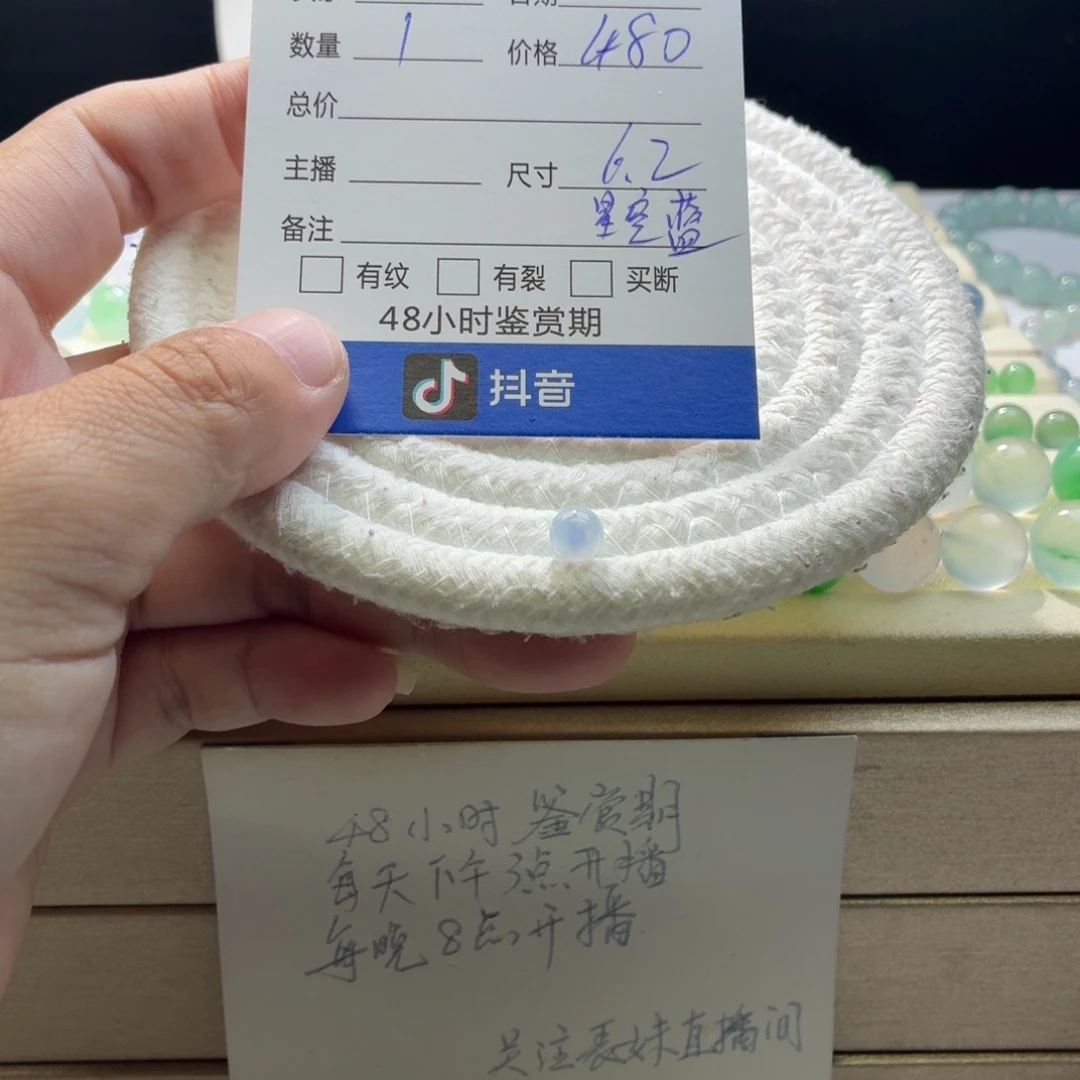 数量 1 价格 480
总价
主播 尺寸 6.2
备注 星空蓝
有纹 有裂 买断
48小时鉴赏期
抖音
48小时鉴赏期
每天下午3点开播
每晚8点开播
关注表妹直播间